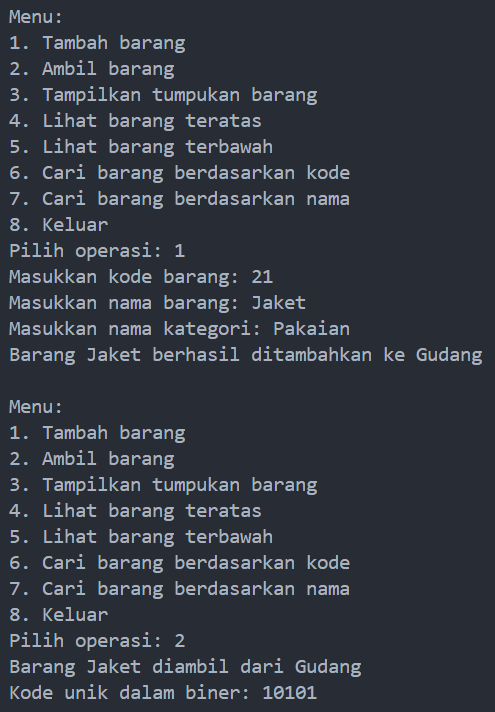 Menu:
1. Tambah barang
2. Ambil barang
3. Tampilkan tumpukan barang
4. Lihat barang teratas
5. Lihat barang terbawah
6. Cari barang berdasarkan kode
7. Cari barang berdasarkan nama
8. Keluar
Pilih operasi: 1
Masukkan kode barang: 21
Masukkan nama barang: Jaket
Masukkan nama kategori: Pakaian
Barang Jaket berhasil ditambahkan ke Gudang

Menu:
1. Tambah barang
2. Ambil barang
3. Tampilkan tumpukan barang
4. Lihat barang teratas
5. Lihat barang terbawah
6. Cari barang berdasarkan kode
7. Cari barang berdasarkan nama
8. Keluar
Pilih operasi: 2
Barang Jaket diambil dari Gudang
Kode unik dalam biner: 10101